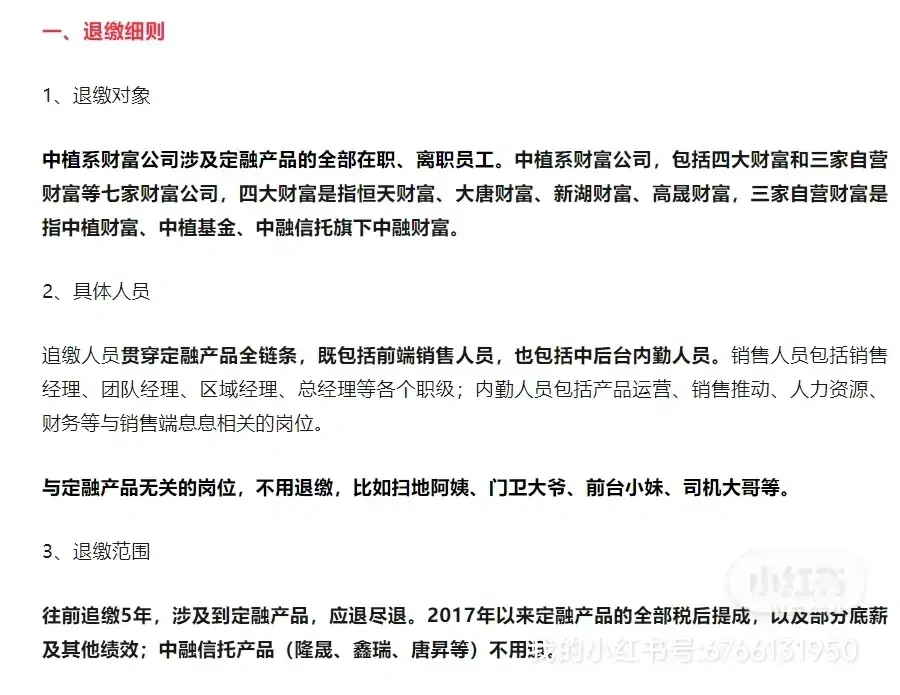 一、退缴细则
1、退缴对象
中植系财富公司涉及定融产品的全部在职、离职员工。中植系财富公司，包括四大财富和三家自营
财富等七家财富公司，四大财富是指恒天财富、大唐财富、新湖财富、高晟财富，三家自营财富是
指中植财富、中植基金、中融信托旗下中融财富。
2、具体人员
追缴人员贯穿定融产品全链条，既包括前端销售人员，也包括中后台内勤人员。销售人员包括销售
经理、团队经理、区域经理、总经理等各个职级；内勤人员包括产品运营、销售推动、人力资源、
财务等与销售端息息相关的岗位。
与定融产品无关的岗位，不用退缴，比如扫地阿姨、门卫大爷、前台小妹、司机大哥等。
3、退缴范围
小红书
往前追缴5年，涉及到定融产品，应退尽退。2017年以来定融产品的全部税后提成，以及部分底薪
及其他绩效；中融信托产品（隆晟、鑫瑞、唐昇等）不用退。
我的小红书号:6766131950